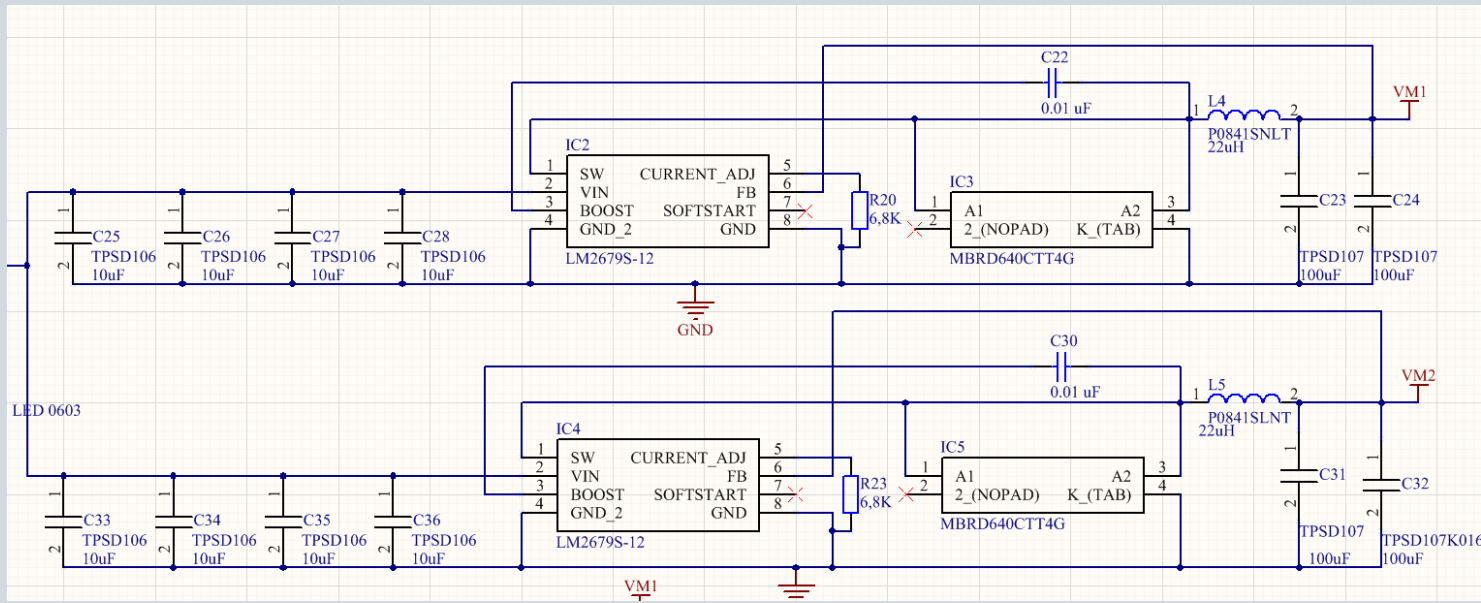 C22
0.01 uF
L4
1
2
P0841SNLT
22uH
VM1
IC2
1
SW
2
VIN
3
BOOST
4
GND_2
CURRENT_ADJ
5
FB
6
SOFTSTART
7
GND
8
LM2679S-12
R20
6,8K
IC3
1
A1
2
2_(NOPAD)
A2
3
K_(TAB)
4
MBRD640CTT4G
1
C23
2
TPSD107
100uF
1
C24
2
TPSD107
100uF
1
C25
2
TPSD106
10uF
1
C26
2
TPSD106
10uF
1
C27
2
TPSD106
10uF
1
C28
2
TPSD106
10uF
GND
C30
0.01 uF
L5
1
2
P0841SLNT
22uH
VM2
LED 0603
IC4
1
SW
2
VIN
3
BOOST
4
GND_2
CURRENT_ADJ
5
FB
6
SOFTSTART
7
GND
8
LM2679S-12
R23
6,8K
IC5
1
A1
2
2_(NOPAD)
A2
3
K_(TAB)
4
MBRD640CTT4G
1
C31
2
TPSD107
100uF
1
C32
2
TPSD107K016
100uF
1
C33
2
TPSD106
10uF
1
C34
2
TPSD106
10uF
1
C35
2
TPSD106
10uF
1
C36
2
TPSD106
10uF
VM1